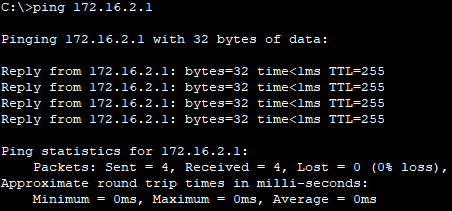 C:\>ping 172.16.2.1
Pinging 172.16.2.1 with 32 bytes of data:
Reply from 172.16.2.1: bytes=32 time<1ms TTL=255
Reply from 172.16.2.1: bytes=32 time<1ms TTL=255
Reply from 172.16.2.1: bytes=32 time<1ms TTL=255
Reply from 172.16.2.1: bytes=32 time<1ms TTL=255
Ping statistics for 172.16.2.1:
Packets: Sent = 4, Received = 4, Lost = 0 (0% loss),
Approximate round trip times in milli-seconds:
Minimum = 0ms, Maximum = 0ms, Average = 0ms